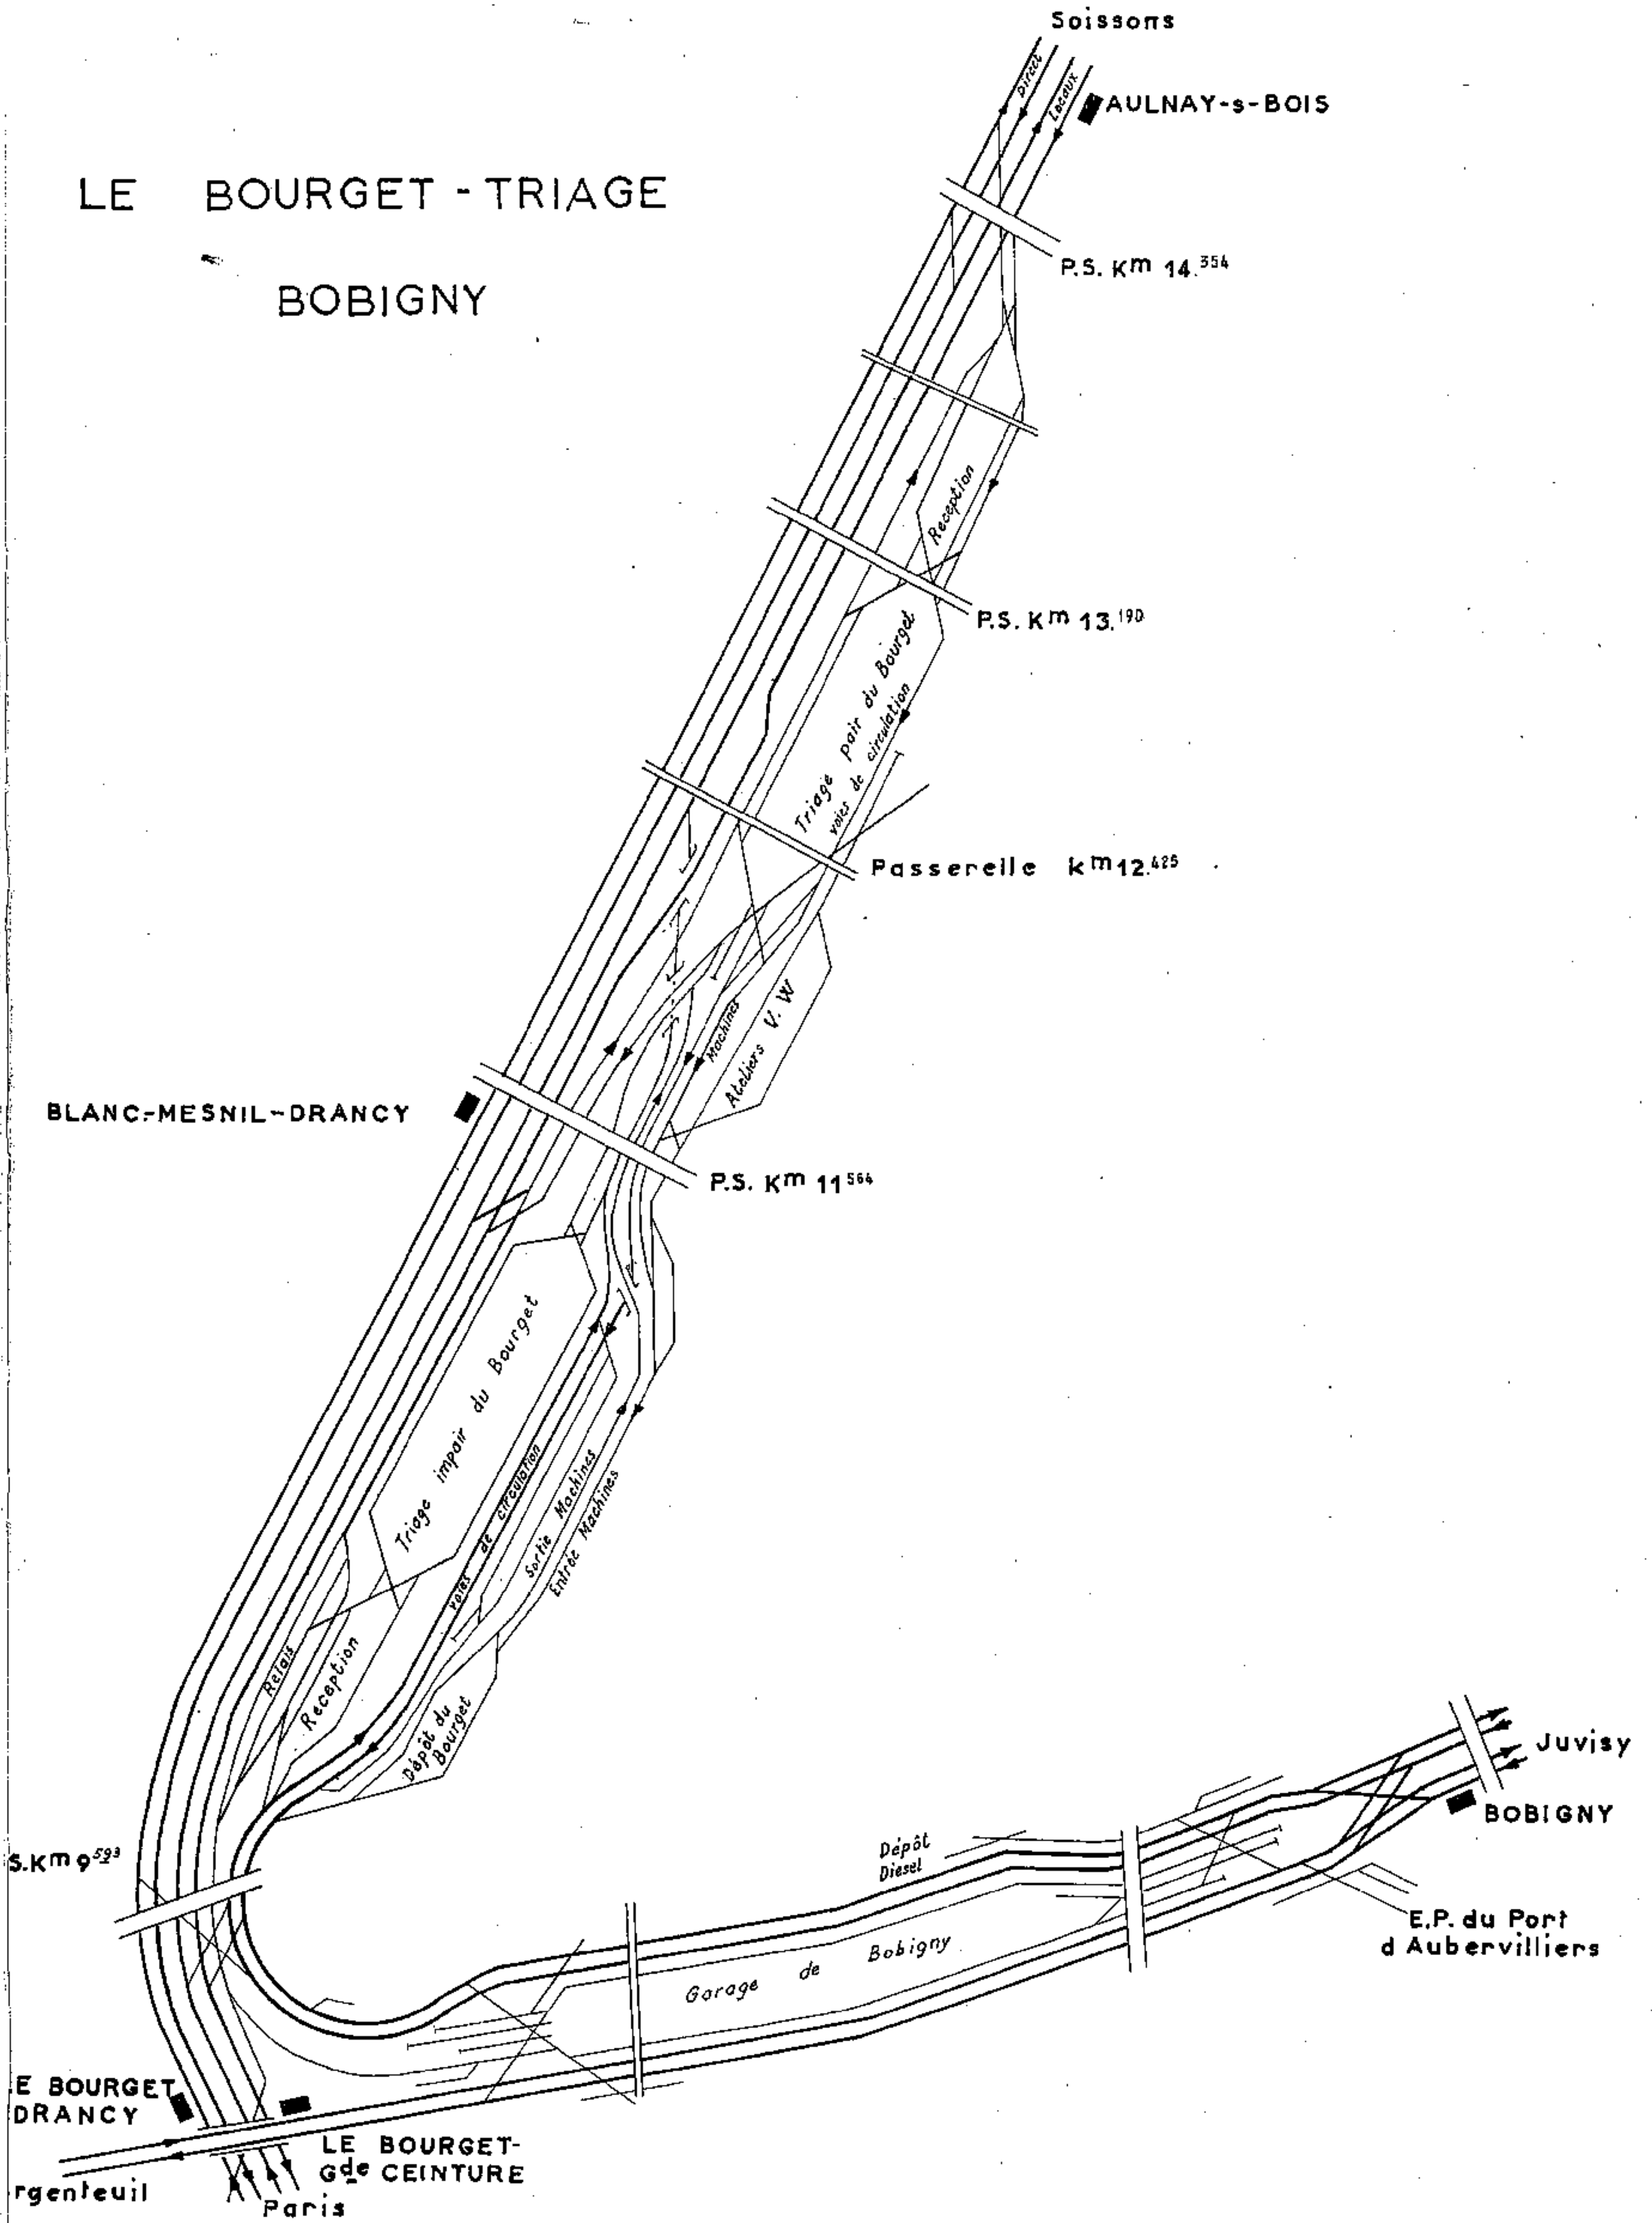 Soissons
Direct
Locaux
AULNAY-s-BOIS
LE BOURGET - TRIAGE
BOBIGNY
P.S. Km 14.354
Reception
P.S. Km 13.190
Triage pair du Bourget
voies de circulation
Passerelle km 12.425
Machines
Ateliers V. W
BLANC-MESNIL-DRANCY
P.S. Km 11 564
Triage impair du Bourget
voies de circulation
Sortie Machines
Entrée Machines
Relais
Reception
Dépôt du
Bourget
Juvisy
BOBIGNY
S.Km 9 593
Dépôt
Diesel
E.P. du Port
d Aubervilliers
Garage de Bobigny
E BOURGET
DRANCY
LE BOURGET-
Gde CEINTURE
rgenteuil
Paris